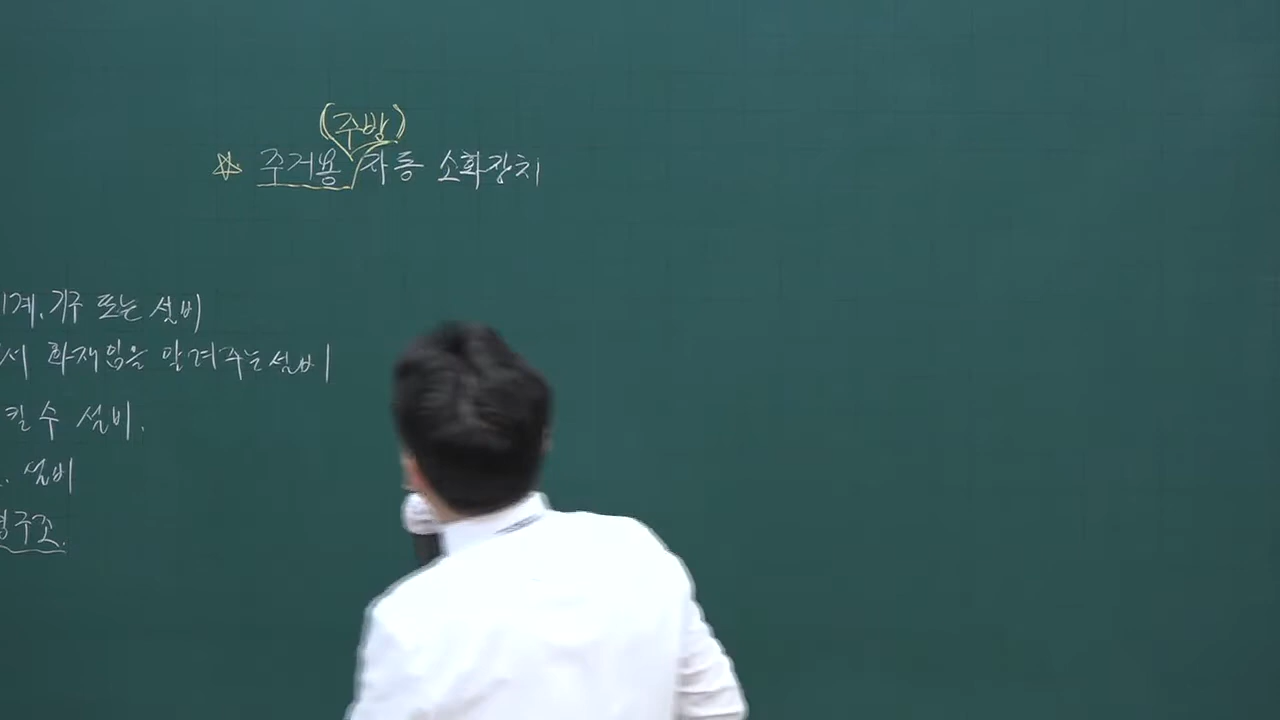 (주방)
☆ 주거용/자동 소화장치
기계, 기구 또는 설비
서 화재임을 알려주는 설비
킬 수 설비.
설비
구조.